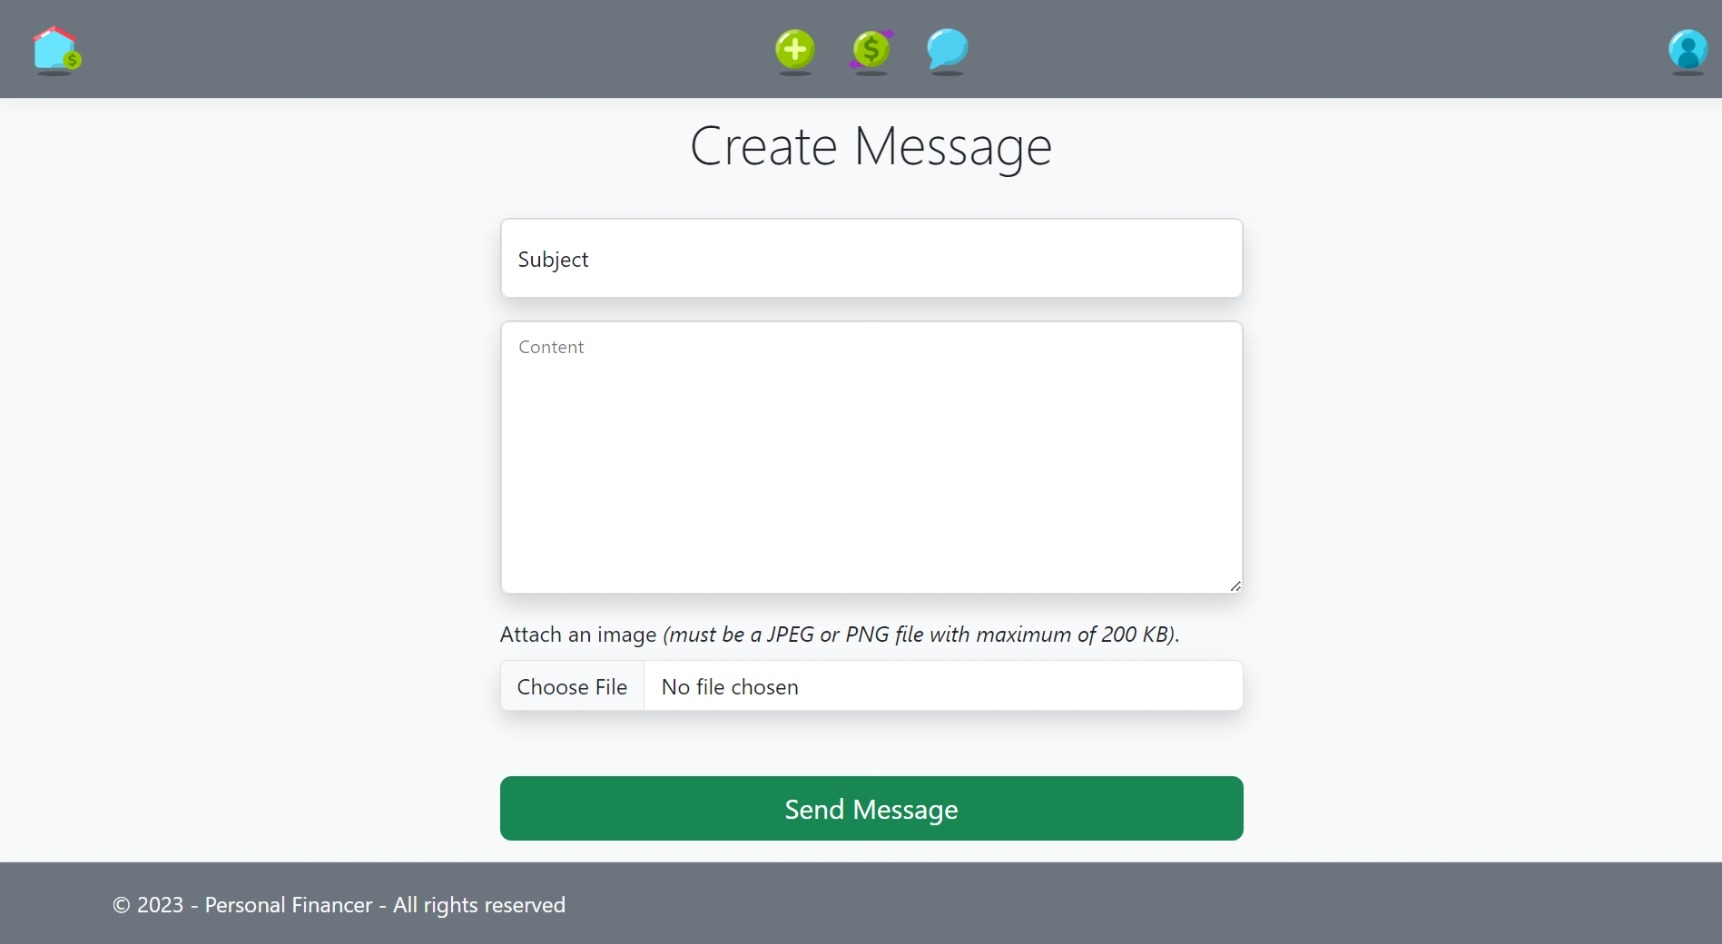 Create Message
Subject
Content
Attach an image (must be a JPEG or PNG file with maximum of 200 KB).
Choose File No file chosen
Send Message
© 2023 - Personal Financer - All rights reserved